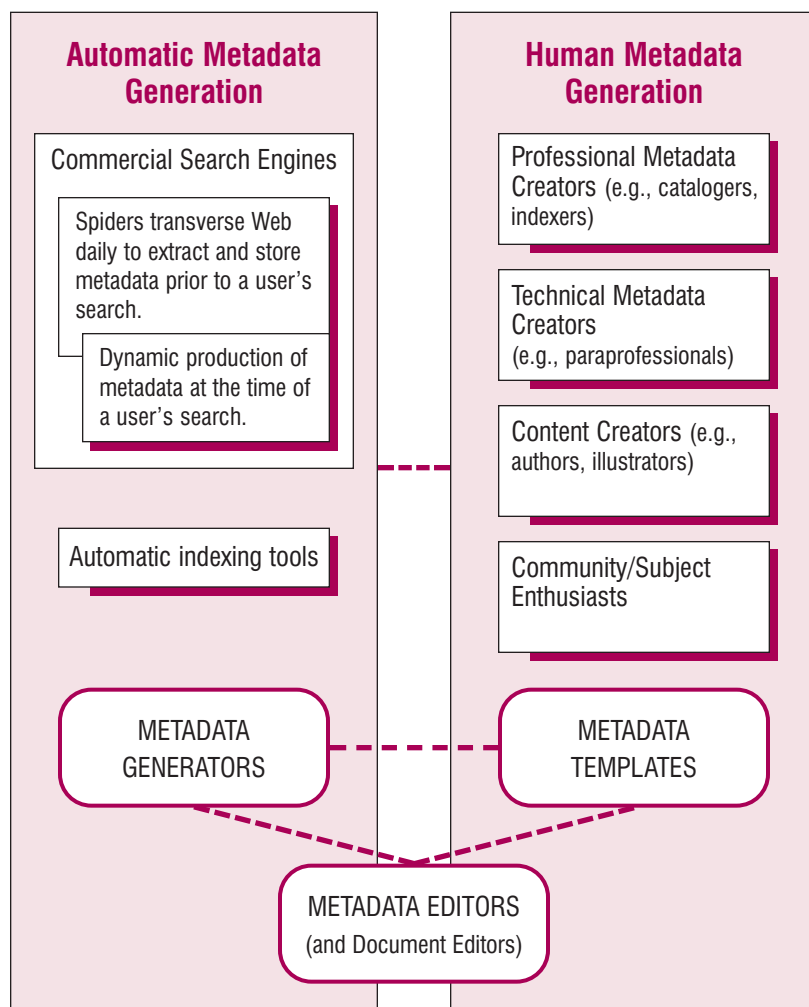 Automatic Metadata
Generation
Commercial Search Engines
Spiders transverse Web
daily to extract and store
metadata prior to a user’s
search.
Dynamic production of
metadata at the time of
a user’s search.
Automatic indexing tools
METADATA
GENERATORS
Human Metadata
Generation
Professional Metadata
Creators (e.g., catalogers,
indexers)
Technical Metadata
Creators
(e.g., paraprofessionals)
Content Creators (e.g.,
authors, illustrators)
Community/Subject
Enthusiasts
METADATA
TEMPLATES
METADATA EDITORS
(and Document Editors)